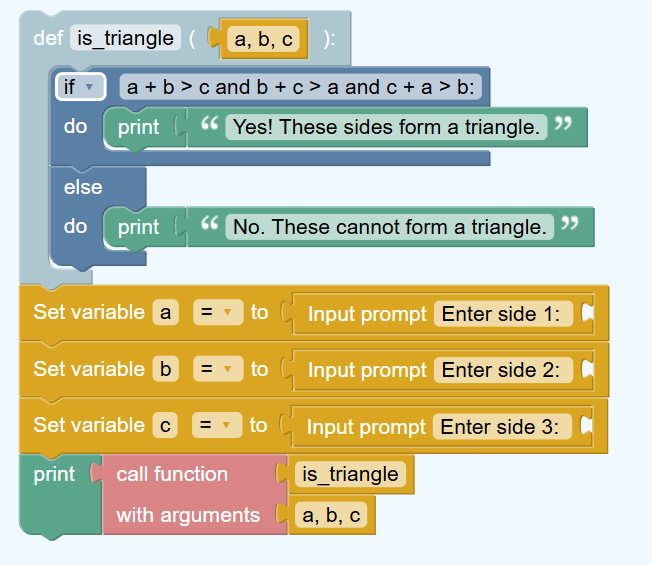 def is_triangle ( a, b, c ):
if a + b > c and b + c > a and c + a > b:
do print “ Yes! These sides form a triangle. ”
else
do print “ No. These cannot form a triangle. ”
Set variable a = to Input prompt Enter side 1:
Set variable b = to Input prompt Enter side 2:
Set variable c = to Input prompt Enter side 3:
print call function is_triangle
with arguments a, b, c